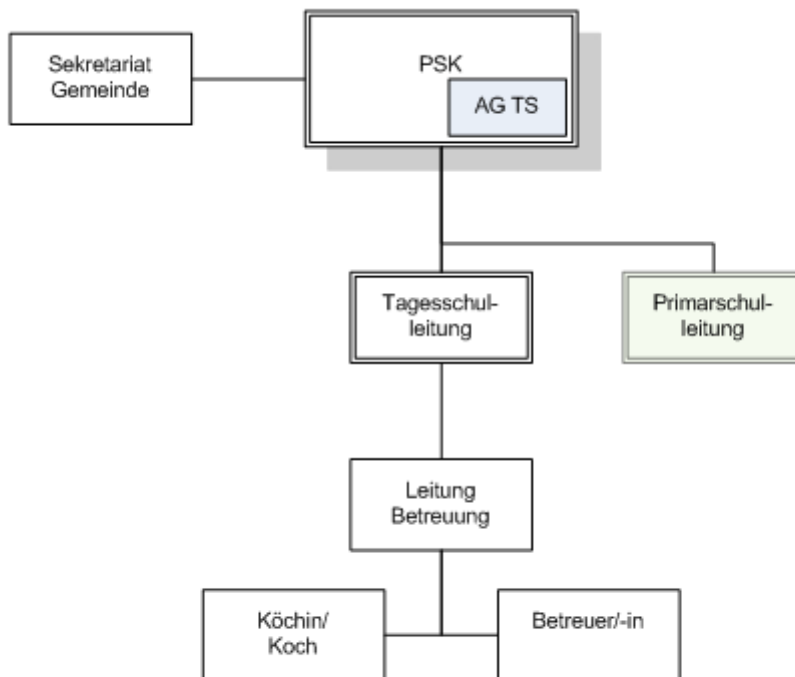 Sekretariat
Gemeinde
PSK
AG TS
Tagesschul-
leitung
Primarschul-
leitung
Leitung
Betreuung
Köchin/
Koch
Betreuer/-in